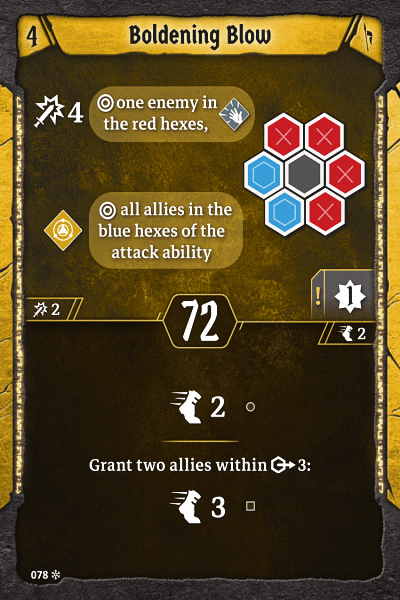 4
Boldening Blow
4
one enemy in
the red hexes,
all allies in the
blue hexes of the
attack ability
!
1
2
72
2
2
Grant two allies within 3:
3
078